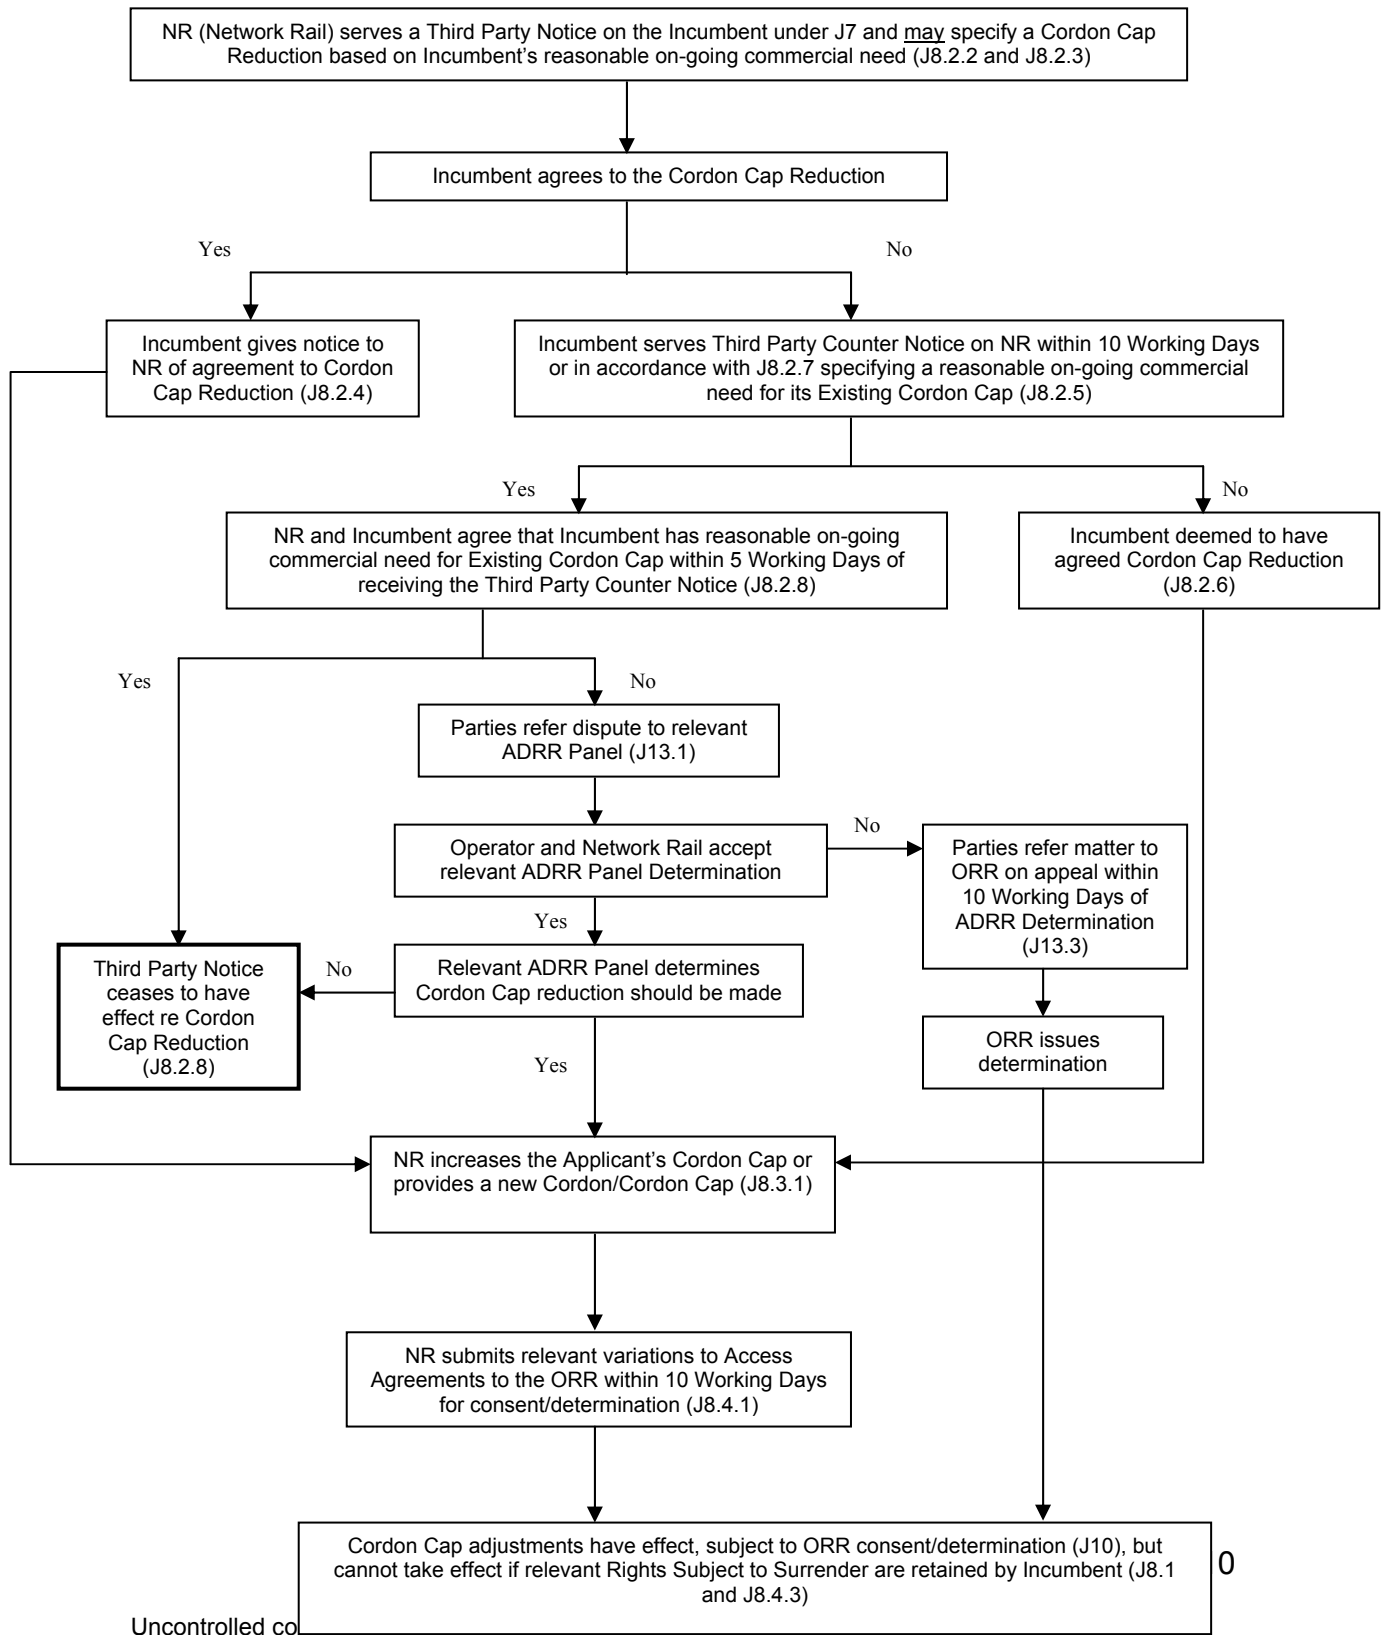 NR (Network Rail) serves a Third Party Notice on the Incumbent under J7 and may specify a Cordon Cap
Reduction based on Incumbent's reasonable on-going commercial need (J8.2.2 and J8.2.3)
Incumbent agrees to the Cordon Cap Reduction
Yes
No
Incumbent gives notice to
NR of agreement to Cordon
Cap Reduction (J8.2.4)
Incumbent serves Third Party Counter Notice on NR within 10 Working Days
or in accordance with J8.2.7 specifying a reasonable on-going commercial
need for its Existing Cordon Cap (J8.2.5)
Yes
No
NR and Incumbent agree that Incumbent has reasonable on-going
commercial need for Existing Cordon Cap within 5 Working Days of
receiving the Third Party Counter Notice (J8.2.8)
Incumbent deemed to have
agreed Cordon Cap Reduction
(J8.2.6)
Yes
No
Parties refer dispute to relevant
ADRR Panel (J13.1)
Operator and Network Rail accept
relevant ADRR Panel Determination
No
Parties refer matter to
ORR on appeal within
10 Working Days of
ADRR Determination
(J13.3)
Yes
Third Party Notice
ceases to have
effect re Cordon
Cap Reduction
(J8.2.8)
No
Relevant ADRR Panel determines
Cordon Cap reduction should be made
ORR issues
determination
Yes
NR increases the Applicant's Cordon Cap or
provides a new Cordon/Cordon Cap (J8.3.1)
NR submits relevant variations to Access
Agreements to the ORR within 10 Working Days
for consent/determination (J8.4.1)
Cordon Cap adjustments have effect, subject to ORR consent/determination (J10), but
cannot take effect if relevant Rights Subject to Surrender are retained by Incumbent (J8.1
and J8.4.3)
0
Uncontrolled co